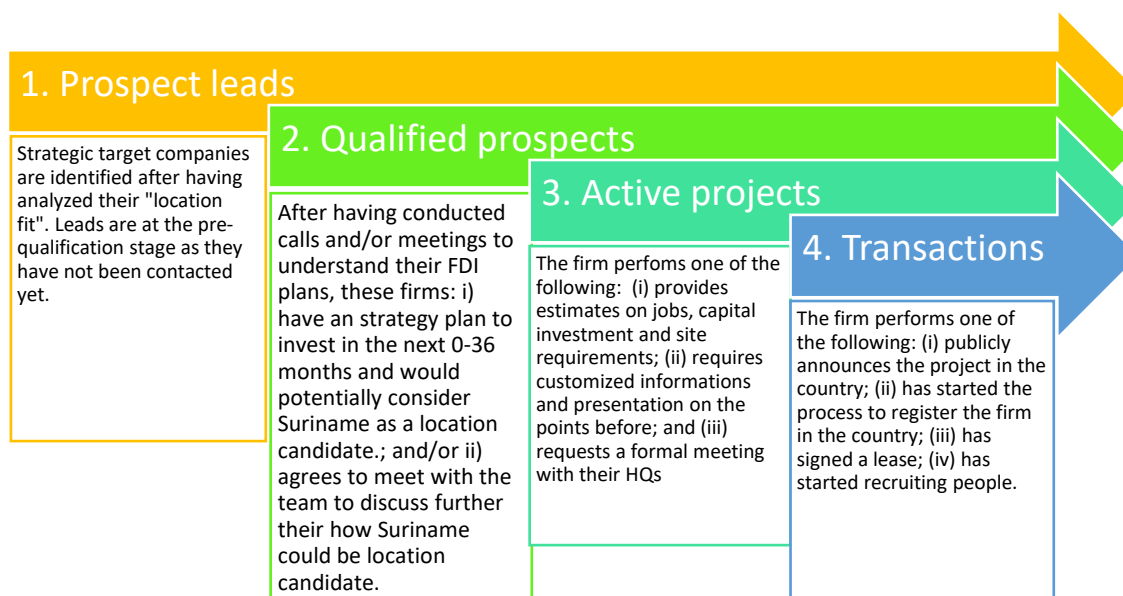 1. Prospect leads
Strategic target companies
are identified after having
analyzed their "location
fit". Leads are at the pre-
qualification stage as they
have not been contacted
yet.
2. Qualified prospects
After having conducted
calls and/or meetings to
understand their FDI
plans, these firms: i)
have an strategy plan to
invest in the next 0-36
months and would
potentially consider
Suriname as a location
candidate.; and/or ii)
agrees to meet with the
team to discuss further
their how Suriname
could be location
candidate.
3. Active projects
The firm perfoms one of the
following:  (i) provides
estimates on jobs, capital
investment and site
requirements; (ii) requires
customized informations
and presentation on the
points before; and (iii)
requests a formal meeting
with their HQs
4. Transactions
The firm performs one of
the following: (i) publicly
announces the project in the
country; (ii) has started the
process to register the firm
in the country; (iii) has
signed a lease; (iv) has
started recruiting people.